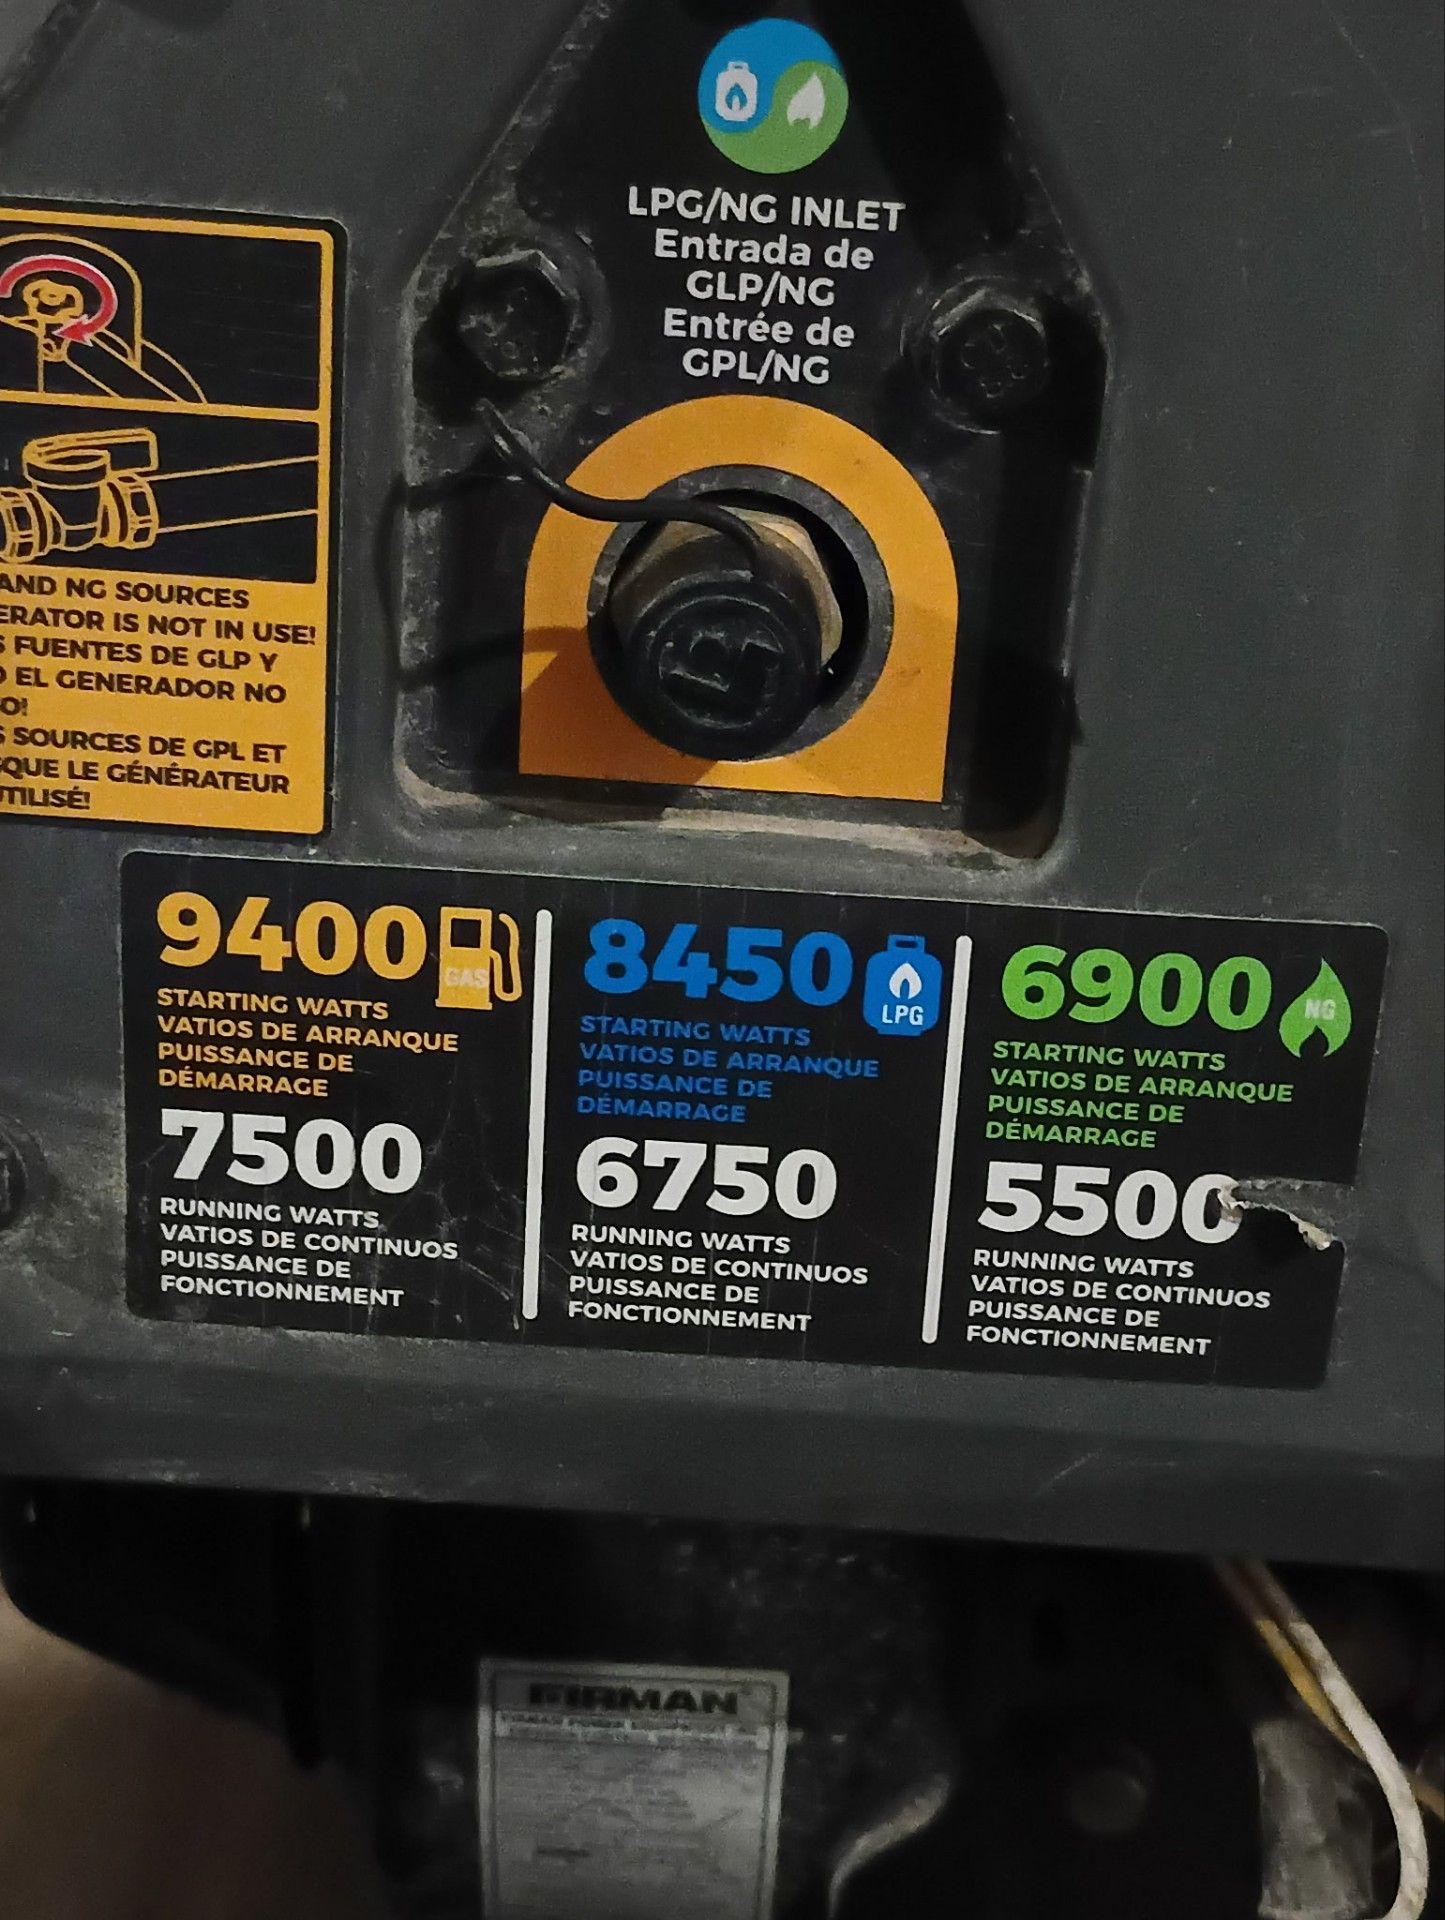 LPG/NG INLET
Entrada de
GLP/NG
Entrée de
GPL/NG
AND NG SOURCES
ERATOR IS NOT IN USE!
S FUENTES DE GLP Y
O EL GENERADOR NO
O!
S SOURCES DE GPL ET
SQUE LE GÉNÉRATEUR
TILISÉ!
9400
GAS
STARTING WATTS
VATIOS DE ARRANQUE
PUISSANCE DE
DÉMARRAGE
7500
RUNNING WATTS
VATIOS DE CONTINUOS
PUISSANCE DE
FONCTIONNEMENT
8450
LPG
STARTING WATTS
VATIOS DE ARRANQUE
PUISSANCE DE
DÉMARRAGE
6750
RUNNING WATTS
VATIOS DE CONTINUOS
PUISSANCE DE
FONCTIONNEMENT
6900
NG
STARTING WATTS
VATIOS DE ARRANQUE
PUISSANCE DE
DÉMARRAGE
5500
RUNNING WATTS
VATIOS DE CONTINUOS
PUISSANCE DE
FONCTIONNEMENT
FIRMAN